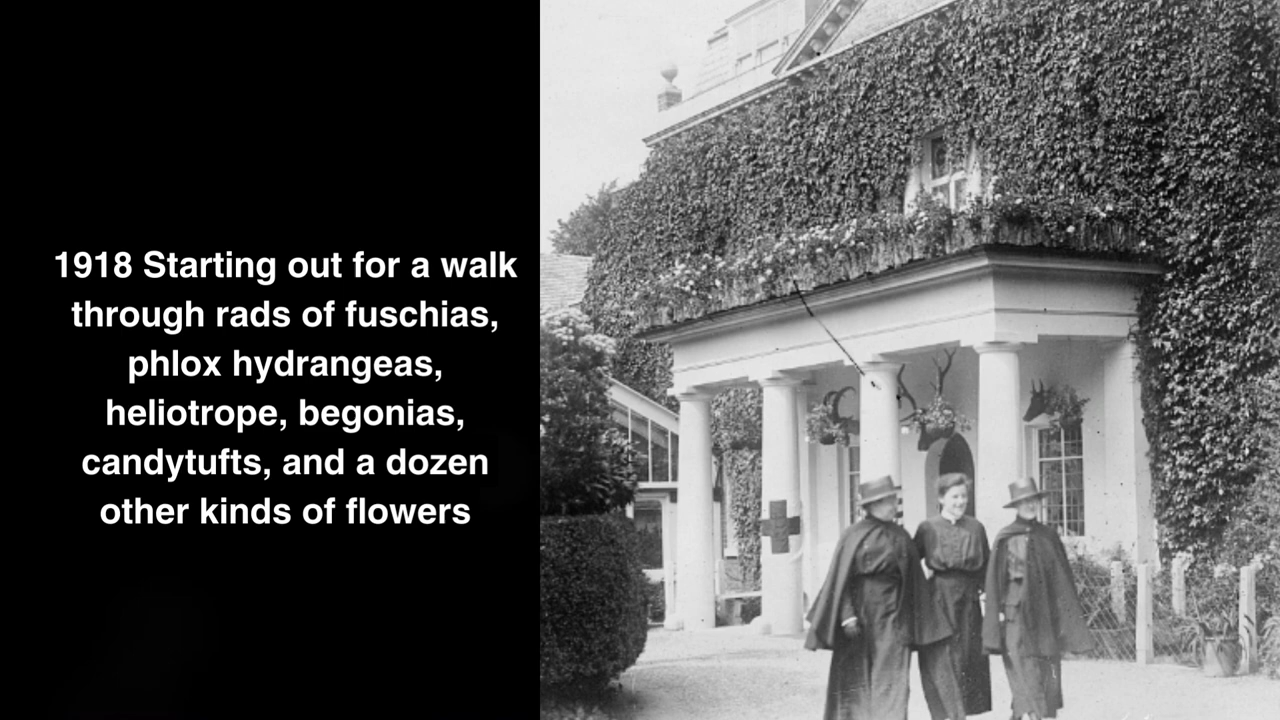 1918 Starting out for a walk
through rads of fuschias,
phlox hydrangeas,
heliotrope, begonias,
candytufts, and a dozen
other kinds of flowers